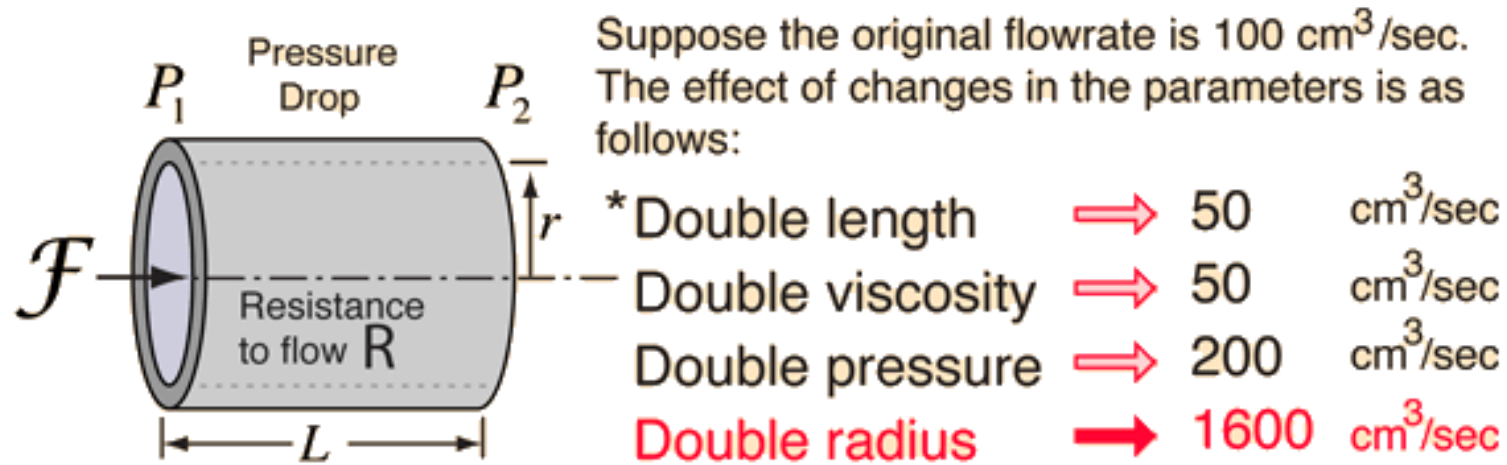 Pressure
Drop
P₁
P₂
r
ℱ
Resistance
to flow R
L
Suppose the original flowrate is 100 cm³/sec.
The effect of changes in the parameters is as
follows:
*Double length ⇨ 50 cm³/sec
Double viscosity ⇨ 50 cm³/sec
Double pressure ⇨ 200 cm³/sec
Double radius ➡ 1600 cm³/sec